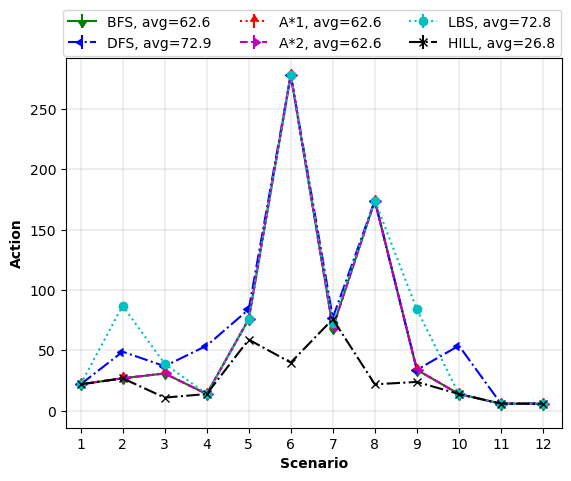 BFS, avg=62.6 A*1, avg=62.6 LBS, avg=72.8
DFS, avg=72.9 A*2, avg=62.6 HILL, avg=26.8
250
200
150
100
50
0
Action
1 2 3 4 5 6 7 8 9 10 11 12
Scenario